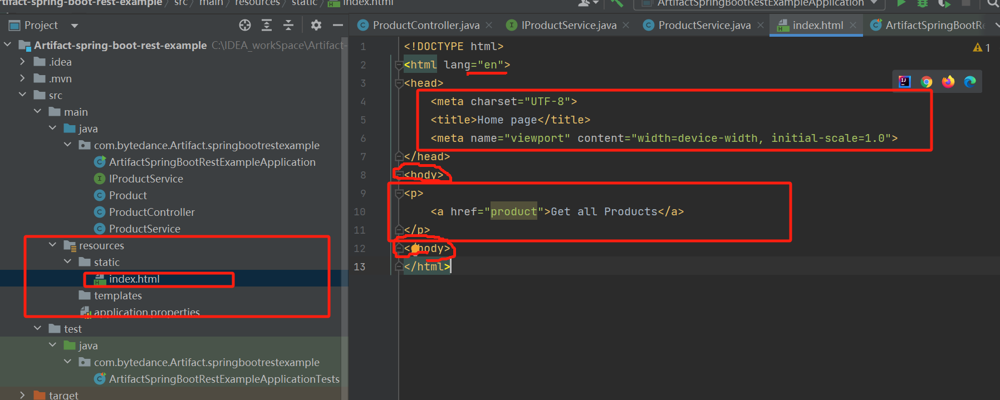 Artifact-spring-boot-rest-example src main resources static index.html ArtifactSpringBootRestExampleApplication
Project
ProductController.java IProductService.java ProductService.java index.html ArtifactSpringBootRe
Artifact-spring-boot-rest-example C:\IDEA_workSpace\Artifact-
.idea
.mvn
src
main
java
com.bytedance.Artifact.springbootrestexample
ArtifactSpringBootRestExampleApplication
IProductService
Product
ProductController
ProductService
resources
static
index.html
templates
application.properties
test
java
com.bytedance.Artifact.springbootrestexample
ArtifactSpringBootRestExampleApplicationTests
target
1 <!DOCTYPE html>
1
2 <html lang="en">
3 <head>
4 <meta charset="UTF-8">
5 <title>Home page</title>
6 <meta name="viewport" content="width=device-width, initial-scale=1.0">
7 </head>
8 <body>
9 <p>
10 <a href="product">Get all Products</a>
11 </p>
12 </body>
13 </html>